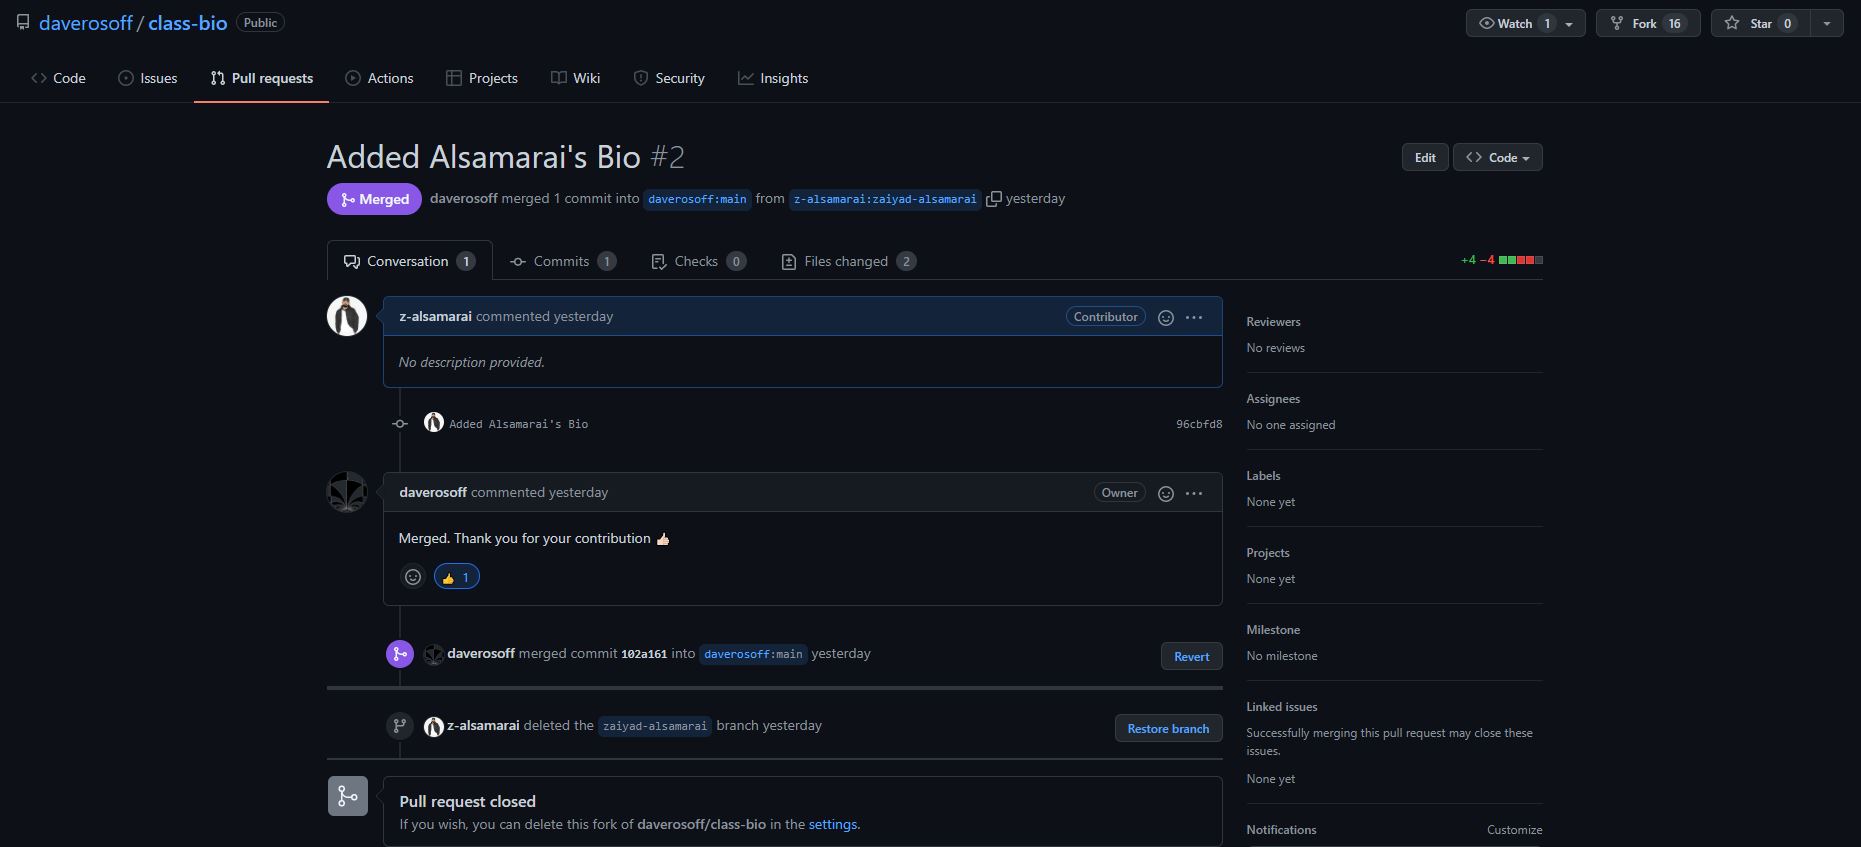 daverosoff / class-bio Public Watch 1 Fork 16 Star 0
Code Issues Pull requests Actions Projects Wiki Security Insights
Added Alsamarai's Bio #2 Edit Code
Merged daverosoff merged 1 commit into daverosoff:main from z-alsamarai:zaiyad-alsamarai yesterday
Conversation 1 Commits 1 Checks 0 Files changed 2 +4 −4
z-alsamarai commented yesterday Contributor ···
No description provided.
Added Alsamarai's Bio 96cbfd8
daverosoff commented yesterday Owner ···
Merged. Thank you for your contribution 👍🏻
👍 1
daverosoff merged commit 102a161 into daverosoff:main yesterday Revert
z-alsamarai deleted the zaiyad-alsamarai branch yesterday Restore branch
Pull request closed
If you wish, you can delete this fork of daverosoff/class-bio in the settings.
Reviewers
No reviews
Assignees
No one assigned
Labels
None yet
Projects
None yet
Milestone
No milestone
Linked issues
Successfully merging this pull request may close these
issues.
None yet
Notifications Customize